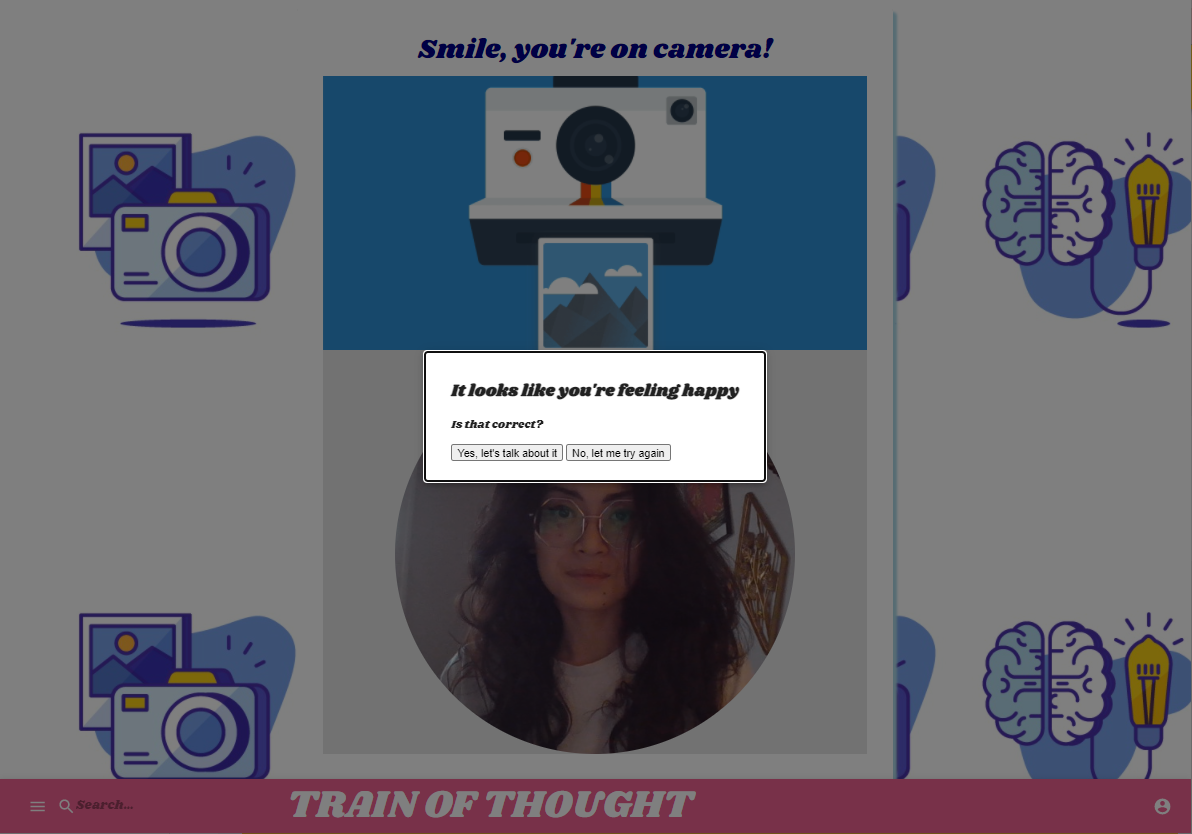 Smile, you're on camera!
It looks like you're feeling happy
Is that correct?
Yes, let's talk about it No, let me try again
Search...
TRAIN OF THOUGHT